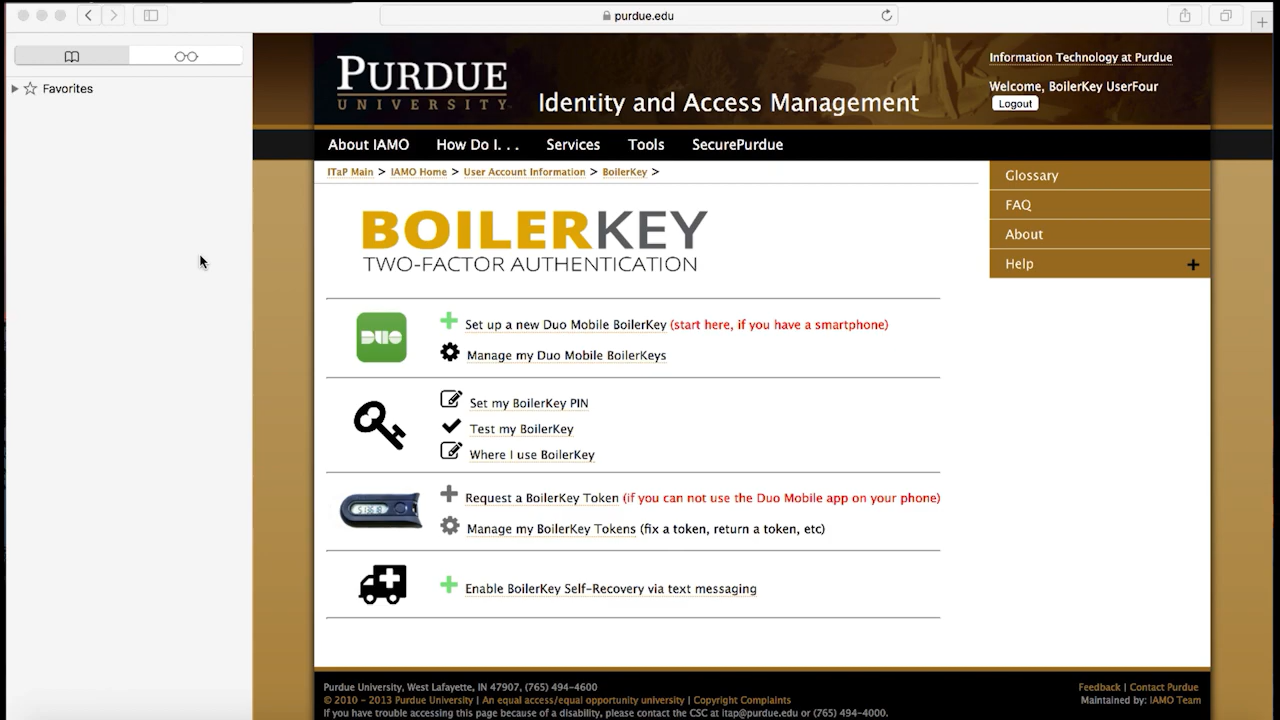 purdue.edu
Favorites
PURDUE
UNIVERSITY
Identity and Access Management
Information Technology at Purdue
Welcome, BoilerKey UserFour
Logout
About IAMO How Do I. . . Services Tools SecurePurdue
ITaP Main > IAMO Home > User Account Information > BoilerKey >
Glossary
FAQ
About
Help
BOILERKEY
TWO-FACTOR AUTHENTICATION
DUO
Set up a new Duo Mobile BoilerKey (start here, if you have a smartphone)
Manage my Duo Mobile BoilerKeys
Set my BoilerKey PIN
Test my BoilerKey
Where I use BoilerKey
Request a BoilerKey Token (if you can not use the Duo Mobile app on your phone)
Manage my BoilerKey Tokens (fix a token, return a token, etc)
Enable BoilerKey Self-Recovery via text messaging
Purdue University, West Lafayette, IN 47907, (765) 494-4600
© 2010 - 2013 Purdue University | An equal access/equal opportunity university | Copyright Complaints
If you have trouble accessing this page because of a disability, please contact the CSC at itap@purdue.edu or (765) 494-4000.
Feedback | Contact Purdue
Maintained by: IAMO Team